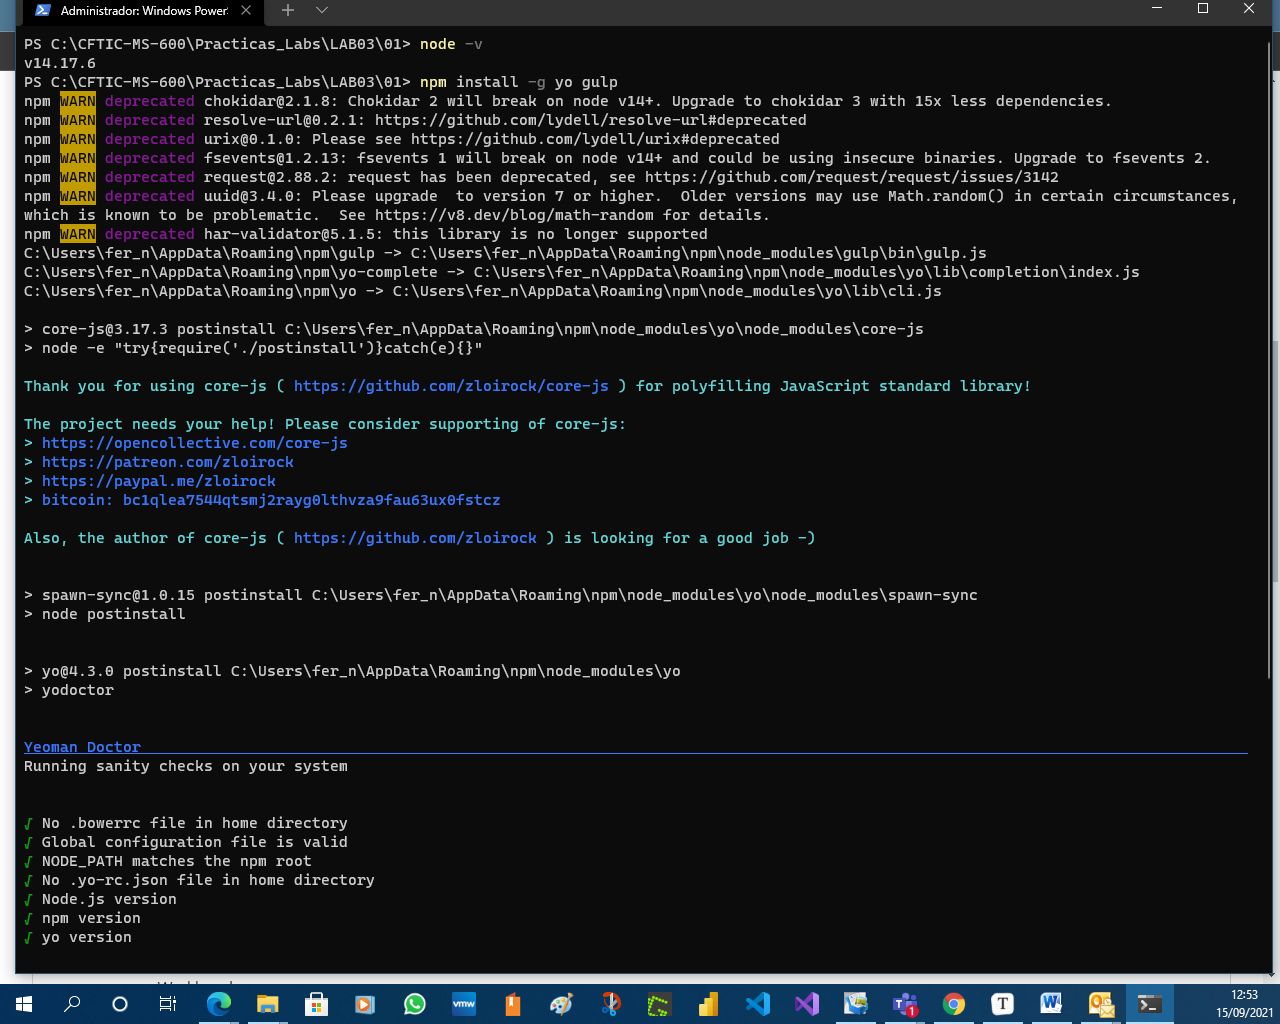 Administrador: Windows Power
PS C:\CFTIC-MS-600\Practicas_Labs\LAB03\01> node -v
v14.17.6
PS C:\CFTIC-MS-600\Practicas_Labs\LAB03\01> npm install -g yo gulp
npm WARN deprecated chokidar@2.1.8: Chokidar 2 will break on node v14+. Upgrade to chokidar 3 with 15x less dependencies.
npm WARN deprecated resolve-url@0.2.1: https://github.com/lydell/resolve-url#deprecated
npm WARN deprecated urix@0.1.0: Please see https://github.com/lydell/urix#deprecated
npm WARN deprecated fsevents@1.2.13: fsevents 1 will break on node v14+ and could be using insecure binaries. Upgrade to fsevents 2.
npm WARN deprecated request@2.88.2: request has been deprecated, see https://github.com/request/request/issues/3142
npm WARN deprecated uuid@3.4.0: Please upgrade  to version 7 or higher.  Older versions may use Math.random() in certain circumstances,
which is known to be problematic.  See https://v8.dev/blog/math-random for details.
npm WARN deprecated har-validator@5.1.5: this library is no longer supported
C:\Users\fer_n\AppData\Roaming\npm\gulp -> C:\Users\fer_n\AppData\Roaming\npm\node_modules\gulp\bin\gulp.js
C:\Users\fer_n\AppData\Roaming\npm\yo-complete -> C:\Users\fer_n\AppData\Roaming\npm\node_modules\yo\lib\completion\index.js
C:\Users\fer_n\AppData\Roaming\npm\yo -> C:\Users\fer_n\AppData\Roaming\npm\node_modules\yo\lib\cli.js
> core-js@3.17.3 postinstall C:\Users\fer_n\AppData\Roaming\npm\node_modules\yo\node_modules\core-js
> node -e "try{require('./postinstall')}catch(e){}"
Thank you for using core-js ( https://github.com/zloirock/core-js ) for polyfilling JavaScript standard library!
The project needs your help! Please consider supporting of core-js:
> https://opencollective.com/core-js
> https://patreon.com/zloirock
> https://paypal.me/zloirock
> bitcoin: bc1qlea7544qtsmj2rayg0lthvza9fau63ux0fstcz
Also, the author of core-js ( https://github.com/zloirock ) is looking for a good job -)
> spawn-sync@1.0.15 postinstall C:\Users\fer_n\AppData\Roaming\npm\node_modules\yo\node_modules\spawn-sync
> node postinstall
> yo@4.3.0 postinstall C:\Users\fer_n\AppData\Roaming\npm\node_modules\yo
> yodoctor
Yeoman Doctor
Running sanity checks on your system
√ No .bowerrc file in home directory
√ Global configuration file is valid
√ NODE_PATH matches the npm root
√ No .yo-rc.json file in home directory
√ Node.js version
√ npm version
√ yo version
vmw
1
T
12:53
15/09/2021